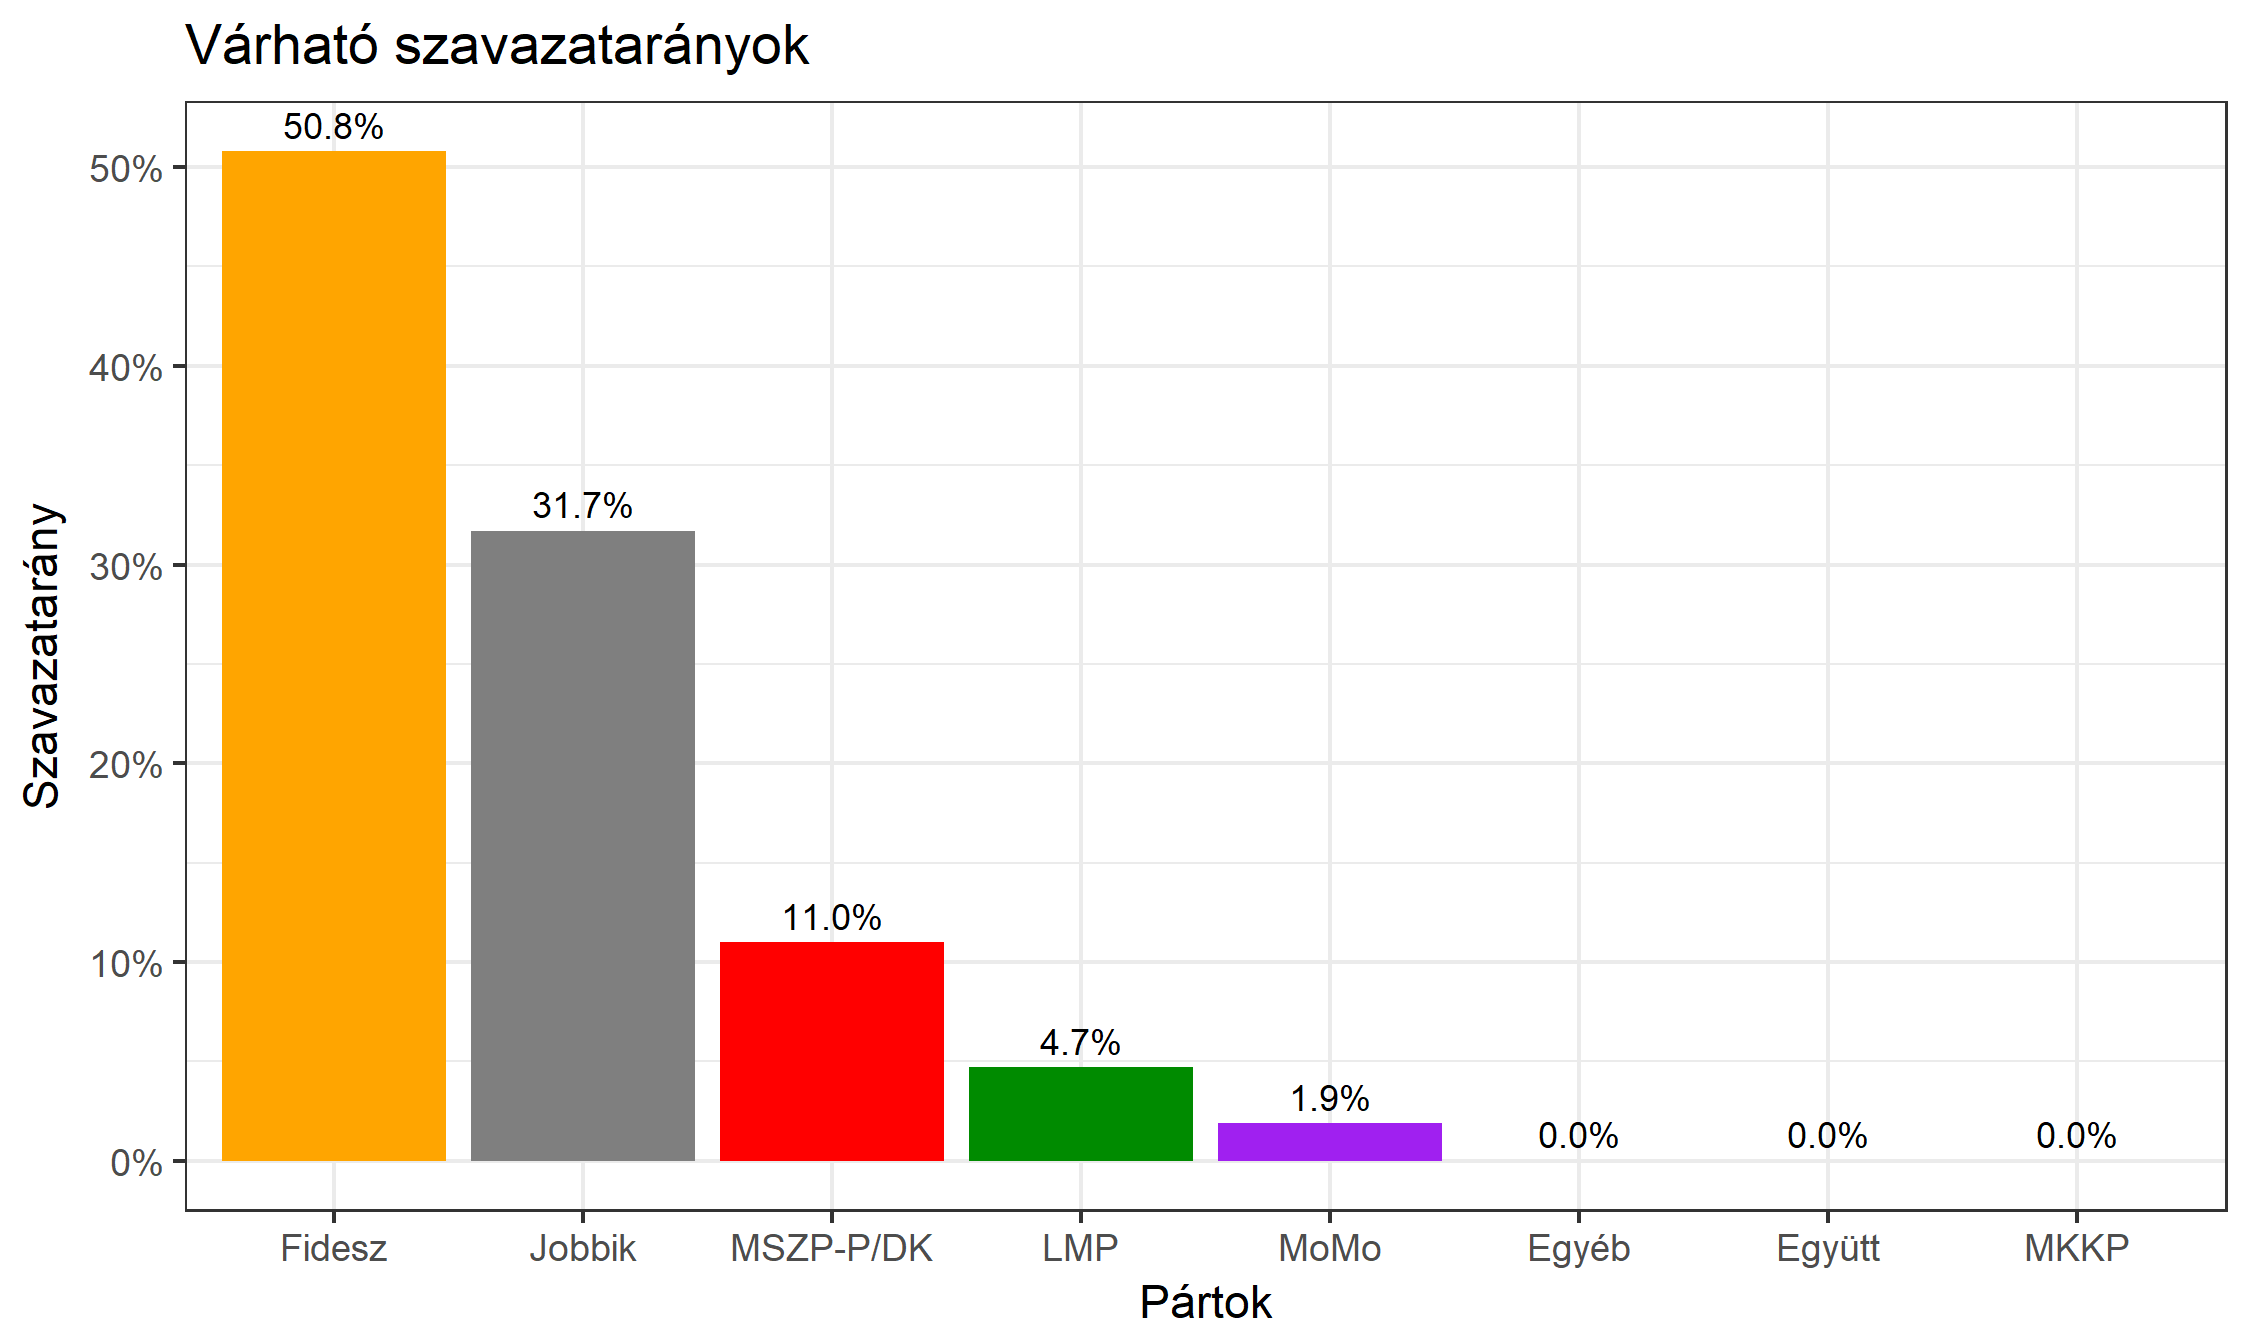 Várható szavazatarányok
50.8%
50%
40%
31.7%
30%
20%
11.0%
10%
4.7%
1.9%
0.0% 0.0% 0.0%
0%
Szavazatarány
Fidesz Jobbik MSZP-P/DK LMP MoMo Egyéb Együtt MKKP
Pártok